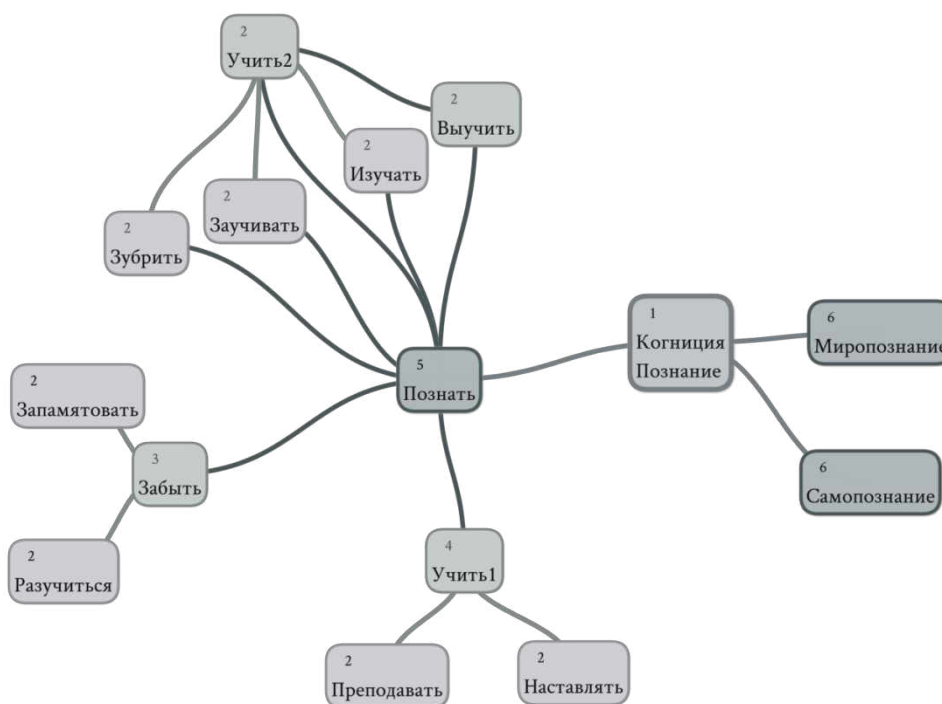 2
Учить2
2
Выучить
2
Изучать
2
Заучивать
2
Зубрить
1
Когниция
Познание
6
Миропознание
5
Познать
2
Запамятовать
3
Забыть
6
Самопознание
2
Разучиться
4
Учить1
2
Преподавать
2
Наставлять